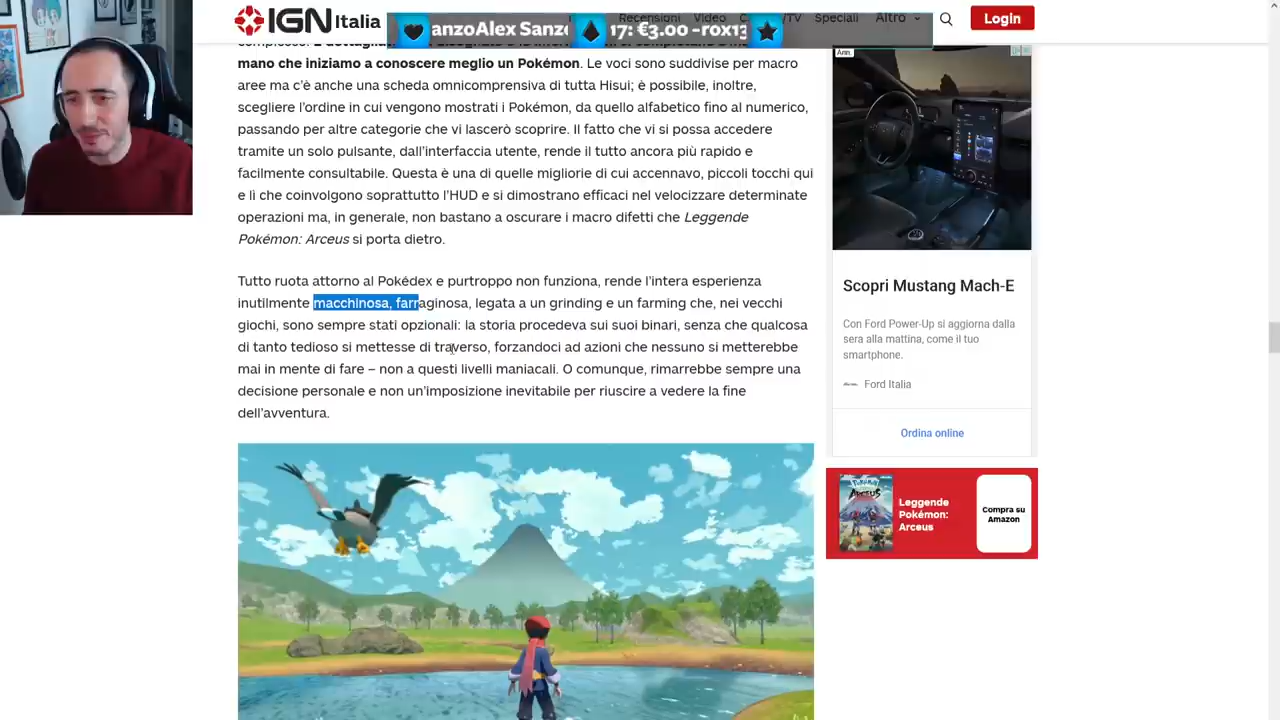 IGN Italia
Recensioni Video
/TV Speciali Altro
Login
anzoAlex Sanz
17: €3.00 -rox13
mano che iniziamo a conoscere meglio un Pokémon. Le voci sono suddivise per macro
aree ma c'è anche una scheda omnicomprensiva di tutta Hisui; è possibile, inoltre,
scegliere l'ordine in cui vengono mostrati i Pokémon, da quello alfabetico fino al numerico,
passando per altre categorie che vi lascerò scoprire. Il fatto che vi si possa accedere
tramite un solo pulsante, dall'interfaccia utente, rende il tutto ancora più rapido e
facilmente consultabile. Questa è una di quelle migliorie di cui accennavo, piccoli tocchi qui
e lì che coinvolgono soprattutto l'HUD e si dimostrano efficaci nel velocizzare determinate
operazioni ma, in generale, non bastano a oscurare i macro difetti che Leggende
Pokémon: Arceus si porta dietro.
Tutto ruota attorno al Pokédex e purtroppo non funziona, rende l'intera esperienza
inutilmente macchinosa, farraginosa, legata a un grinding e un farming che, nei vecchi
giochi, sono sempre stati opzionali: la storia procedeva sui suoi binari, senza che qualcosa
di tanto tedioso si mettesse di traverso, forzandoci ad azioni che nessuno si metterebbe
mai in mente di fare – non a questi livelli maniacali. O comunque, rimarrebbe sempre una
decisione personale e non un'imposizione inevitabile per riuscire a vedere la fine
dell'avventura.
Ann.
Scopri Mustang Mach-E
Con Ford Power-Up si aggiorna dalla
sera alla mattina, come il tuo
smartphone.
Ford Italia
Ordina online
ARCEUS
Leggende
Pokémon:
Arceus
Compra su
Amazon